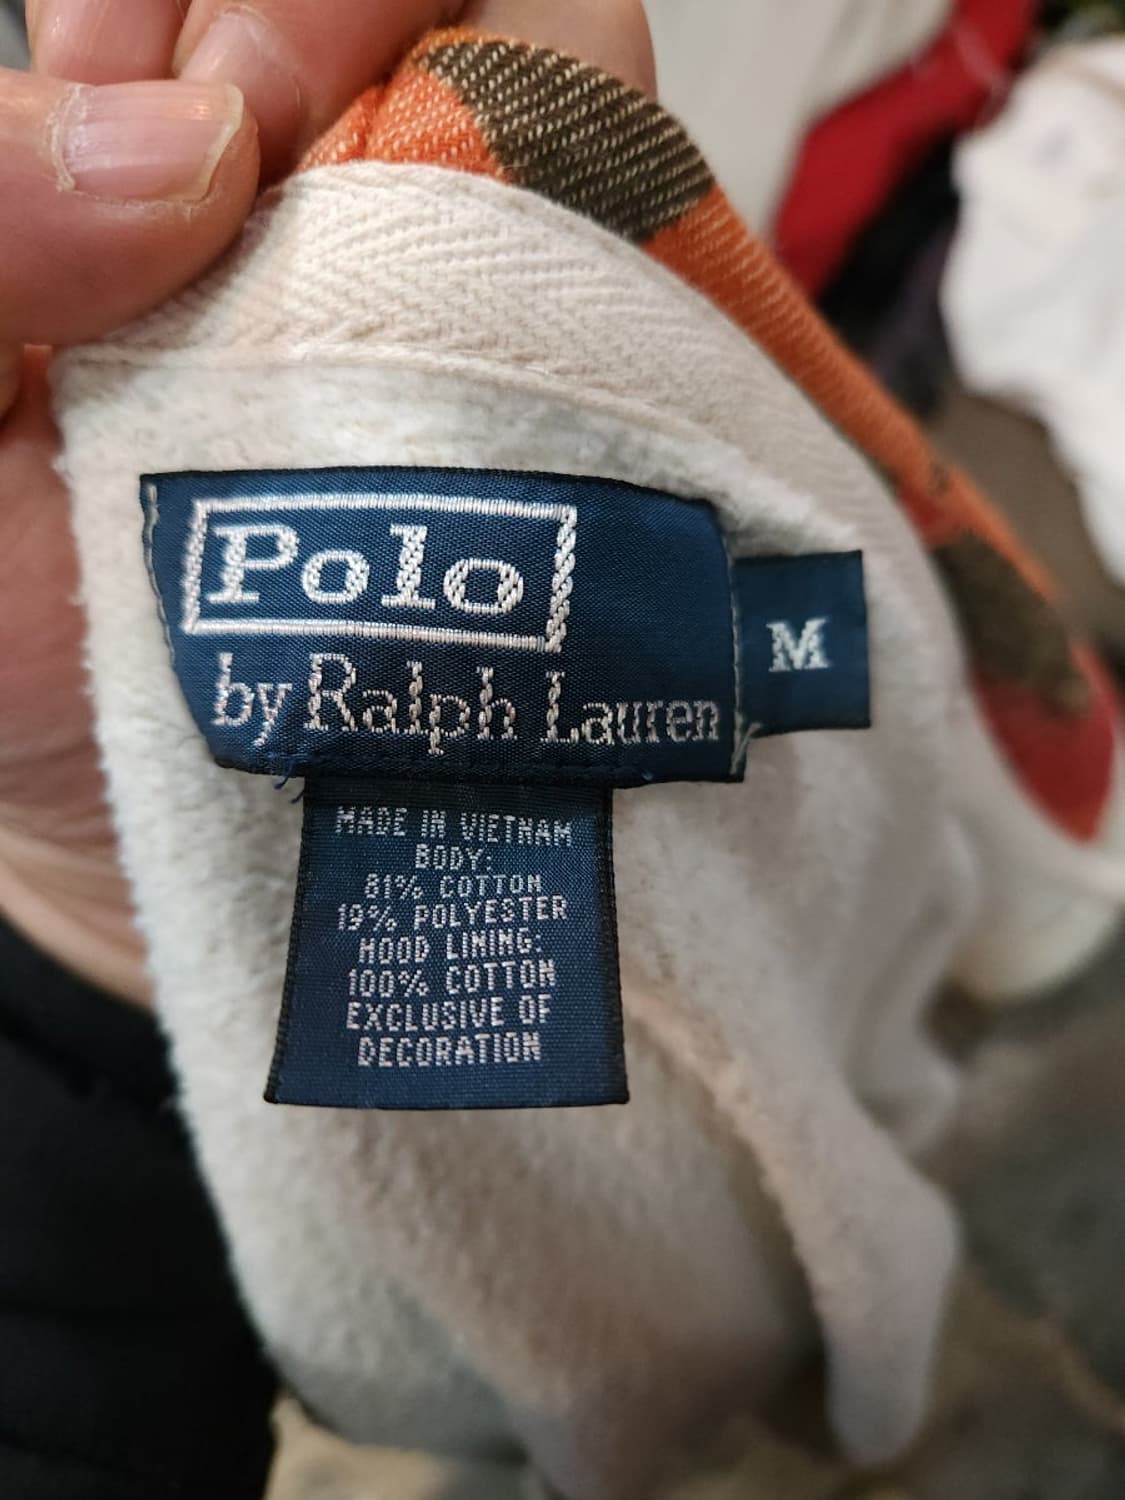 Polo
by Ralph Lauren
M
MADE IN VIETNAM
BODY:
81% COTTON
19% POLYESTER
HOOD LINING:
100% COTTON
EXCLUSIVE OF
DECORATION